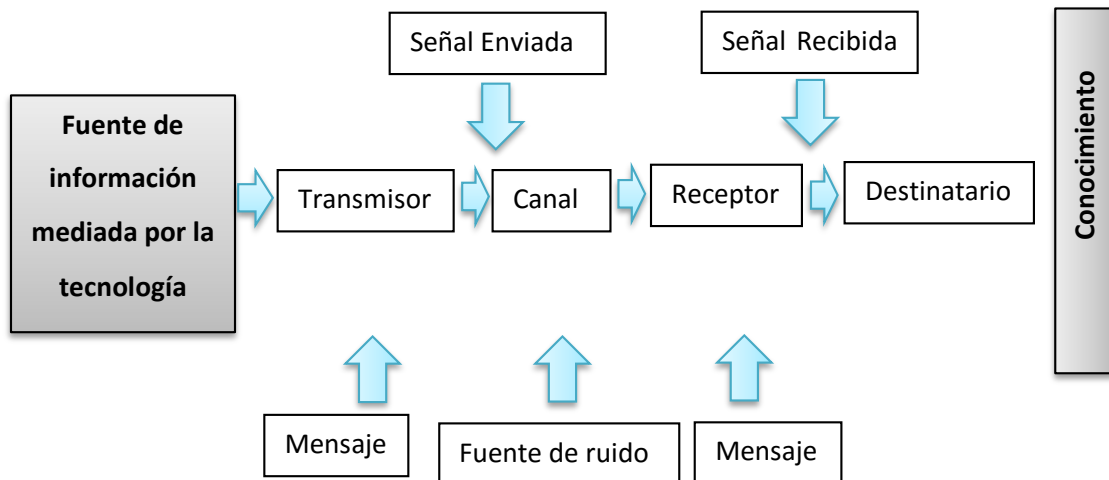 Señal Enviada
Señal Recibida
Fuente de
información
mediada por la
tecnología
Transmisor
Canal
Receptor
Destinatario
Conocimiento
Mensaje
Fuente de ruido
Mensaje